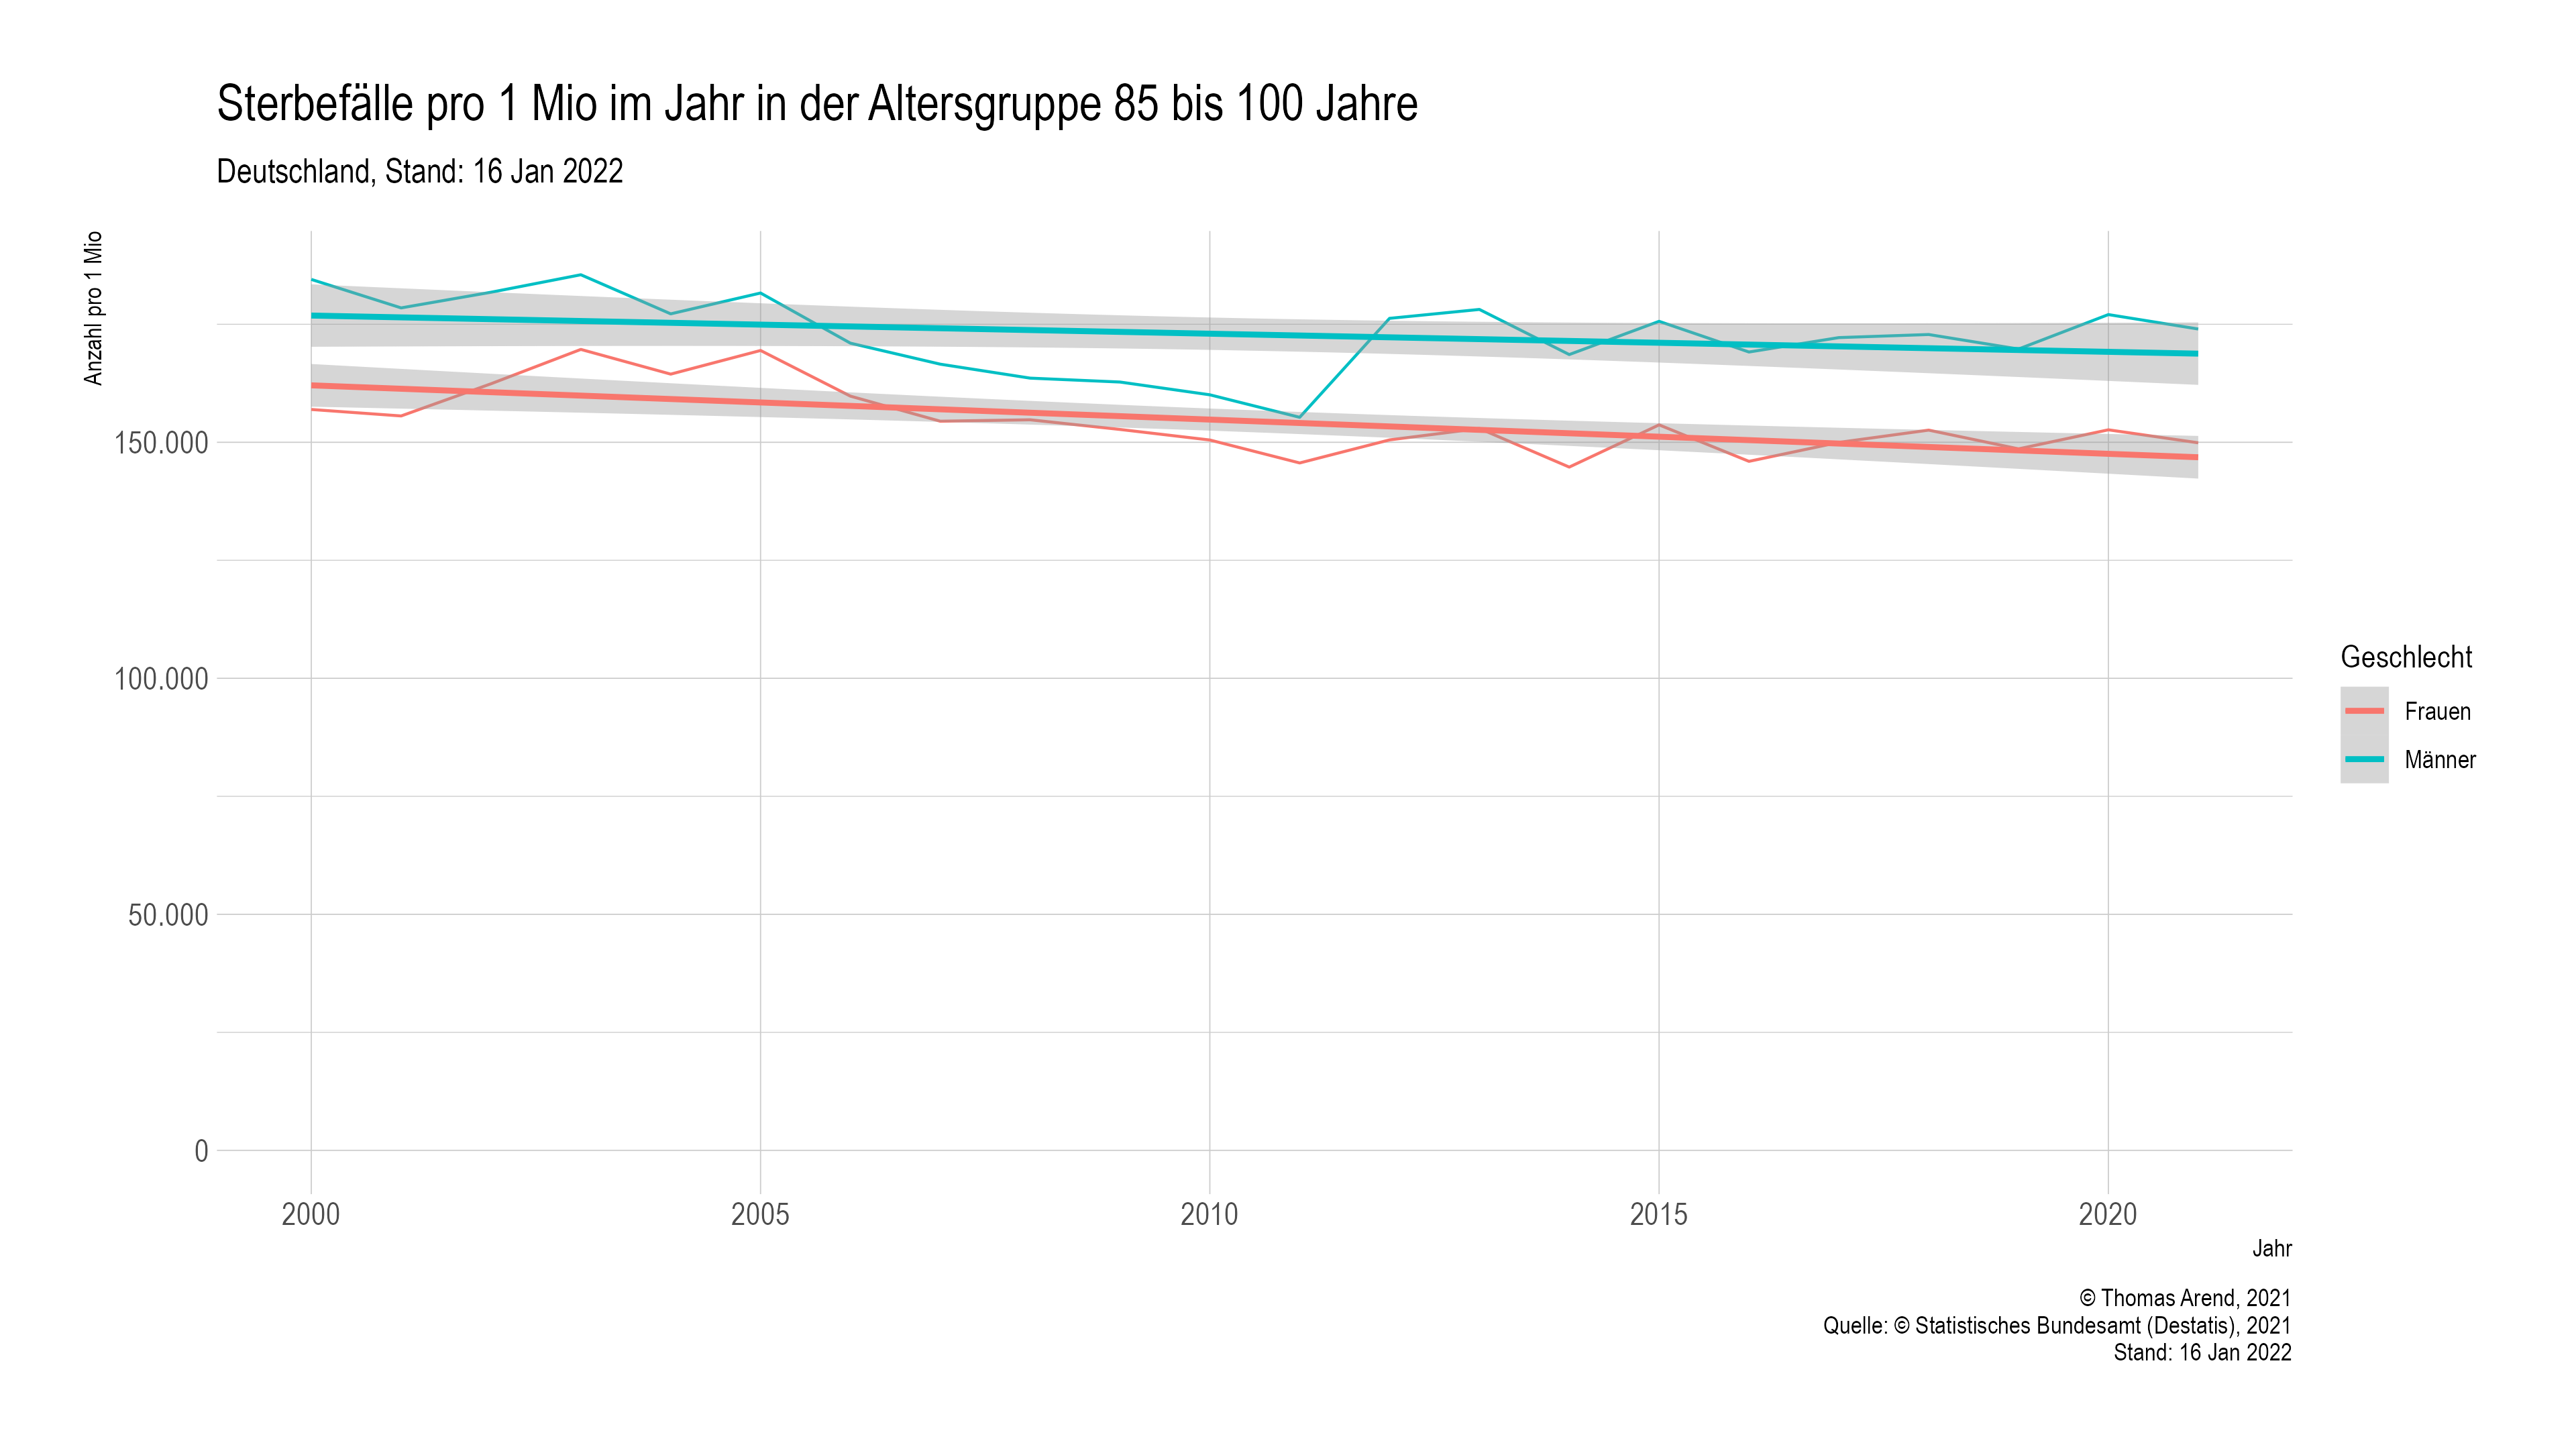 Sterbefälle pro 1 Mio im Jahr in der Altersgruppe 85 bis 100 Jahre
Deutschland, Stand: 16 Jan 2022
Anzahl pro 1 Mio
150.000
100.000
50.000
0
2000
2005
2010
2015
2020
Jahr
Geschlecht
Frauen
Männer
© Thomas Arend, 2021
Quelle: © Statistisches Bundesamt (Destatis), 2021
Stand: 16 Jan 2022